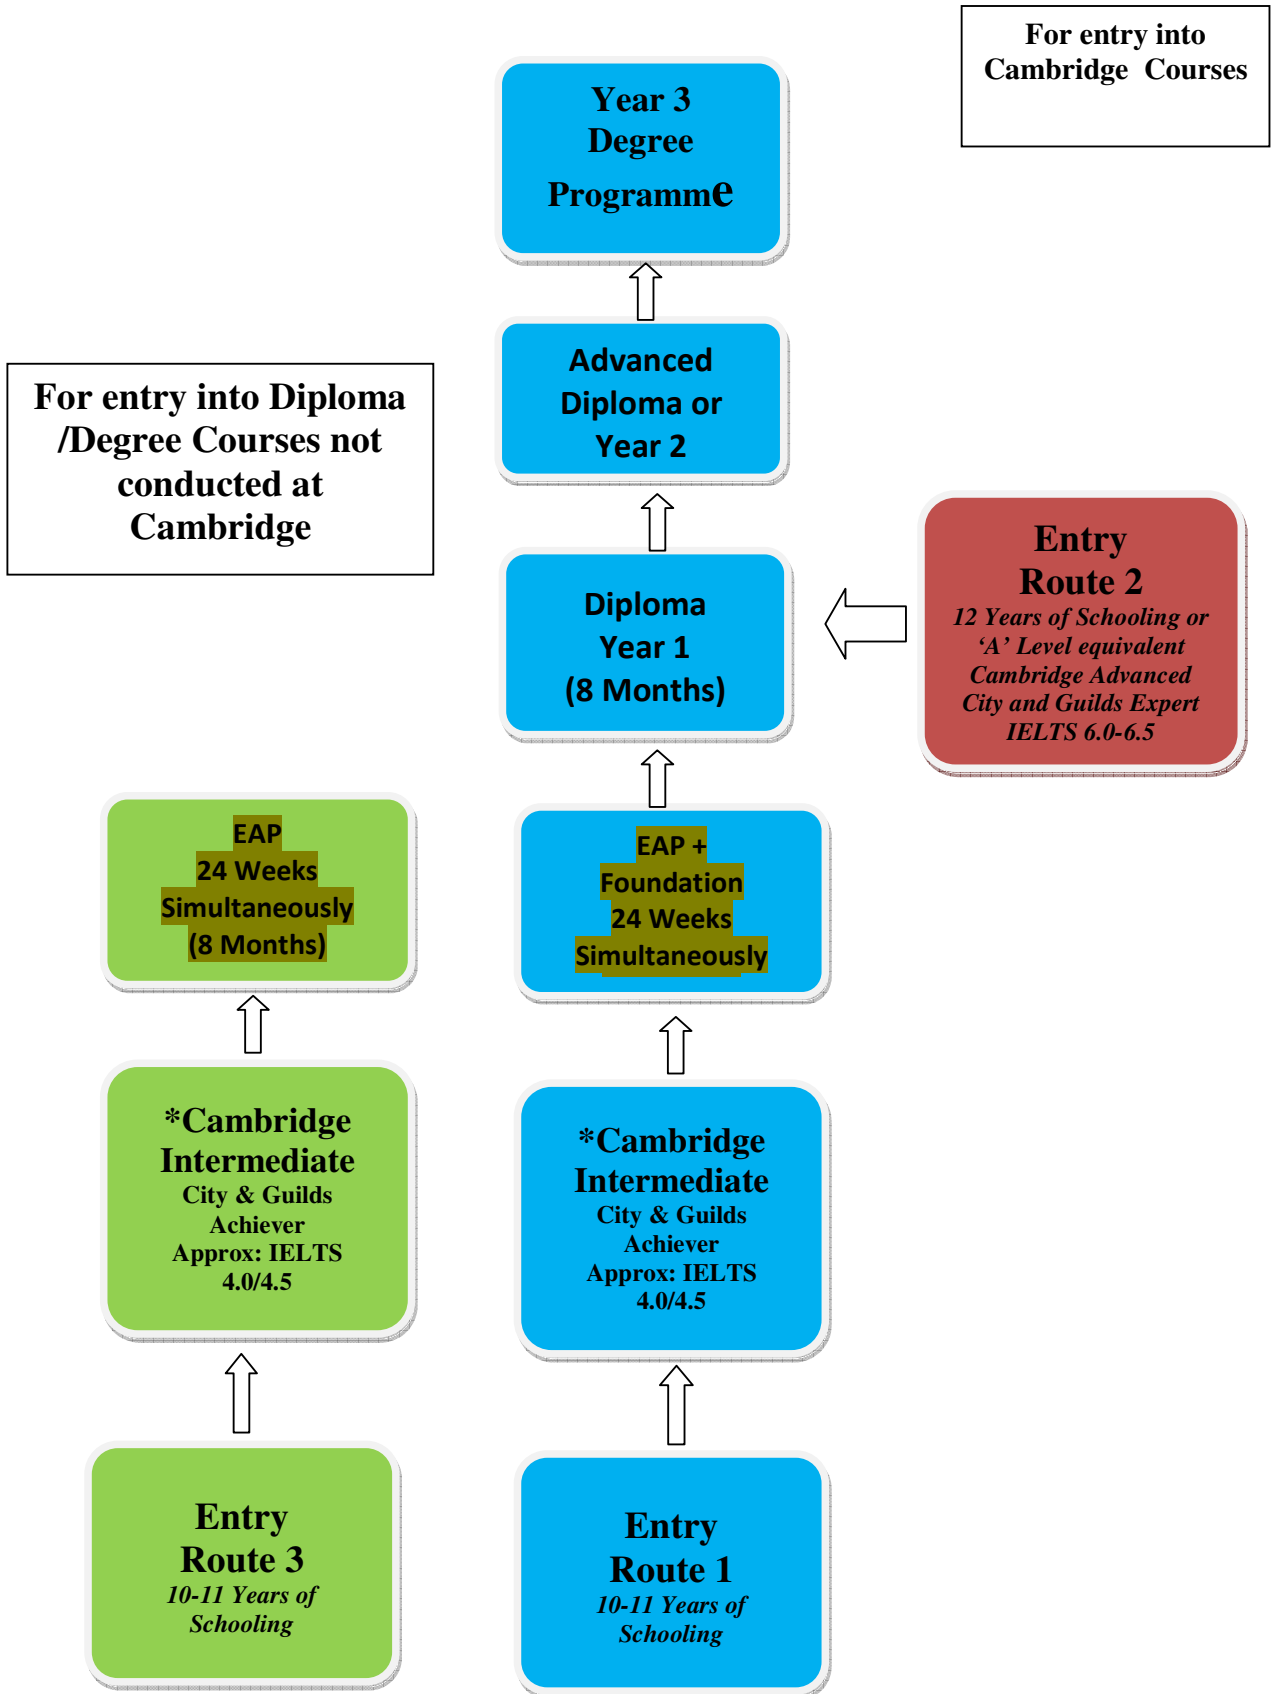 For entry into
Cambridge Courses
Year 3
Degree
Programme
Advanced
Diploma or
Year 2
For entry into Diploma
/Degree Courses not
conducted at
Cambridge
Entry
Route 2
12 Years of Schooling or
‘A’ Level equivalent
Cambridge Advanced
City and Guilds Expert
IELTS 6.0-6.5
Diploma
Year 1
(8 Months)
EAP
24 Weeks
Simultaneously
(8 Months)
EAP +
Foundation
24 Weeks
Simultaneously
*Cambridge
Intermediate
City & Guilds
Achiever
Approx: IELTS
4.0/4.5
*Cambridge
Intermediate
City & Guilds
Achiever
Approx: IELTS
4.0/4.5
Entry
Route 3
10-11 Years of
Schooling
Entry
Route 1
10-11 Years of
Schooling